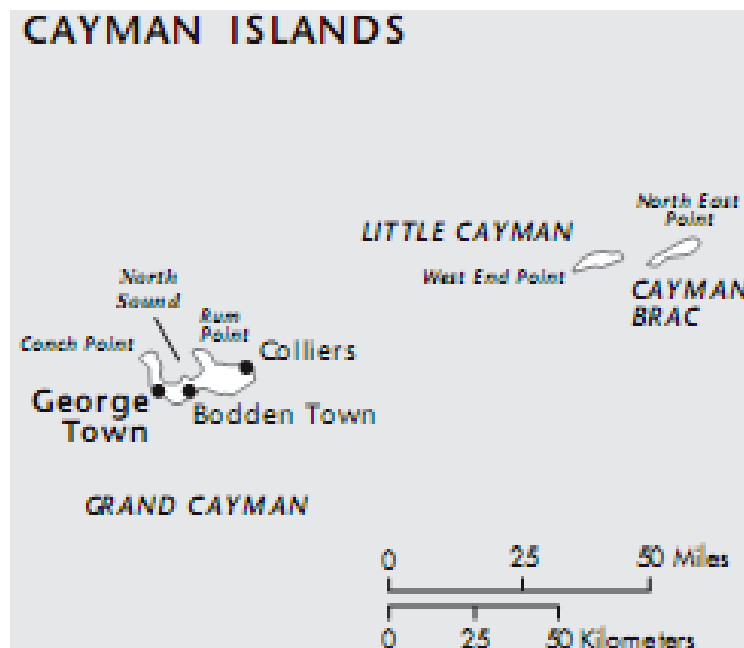 CAYMAN ISLANDS
North East
Point
LITTLE CAYMAN
West End Point
CAYMAN
BRAC
North
Sound
Rum
Point
Conch Point
Colliers
George
Town
Bodden Town
GRAND CAYMAN
0 25 50 Miles
0 25 50 Kilometers